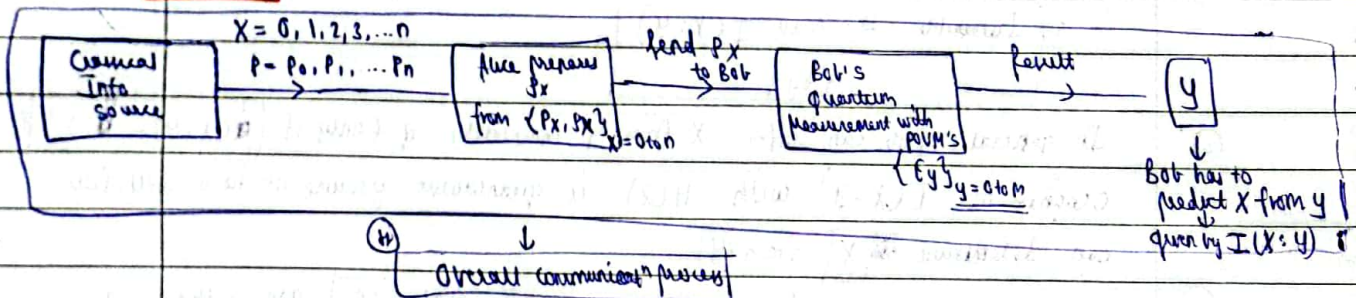 X = 0, 1, 2, 3, ... n
P = P₀, P₁, ... Pₙ
Classical
Info
Source
Alice prepares
ρx
from {Px, ρx} x=0 to n
Send ρx
to Bob
Bob's
quantum
measurement with
POVM's
{Ey} y=0 to m
Result
y
Bob has to
predict X from y
given by I(X:Y)
(H)
Overall communicatⁿ process